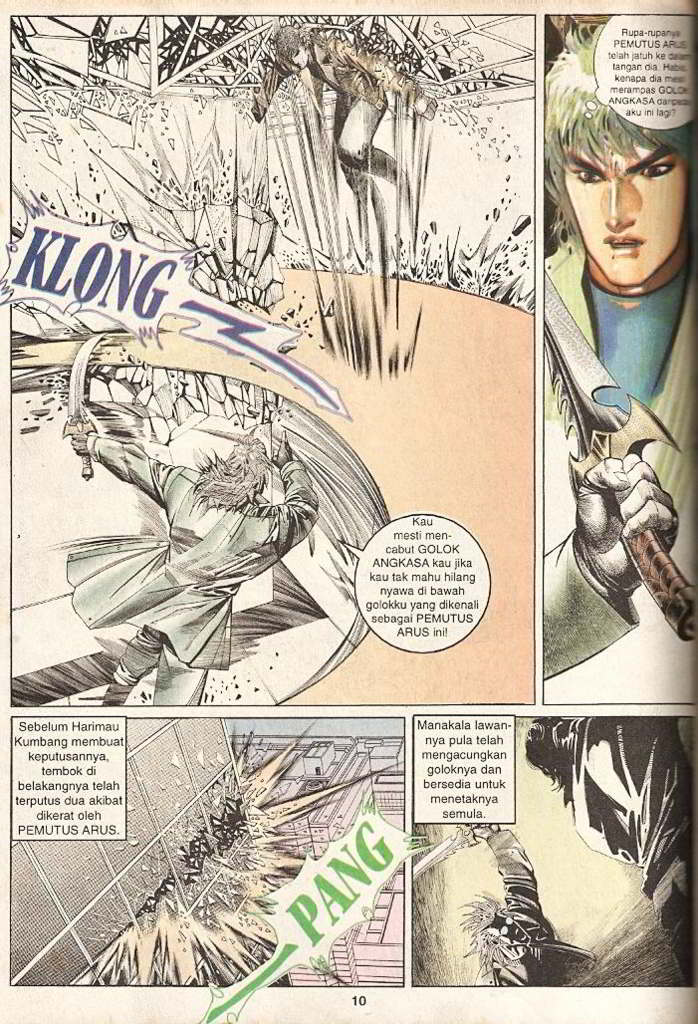 KLONG
Kau
mesti men-
cabut GOLOK
ANGKASA kau jika
kau tak mahu hilang
nyawa di bawah
golokku yang dikenali
sebagai PEMUTUS
ARUS ini!
Rupa-rupanya
PEMUTUS ARUS
telah jatuh ke dalam
tangan dia. Habis,
kenapa dia mesti
merampas GOLOK
ANGKASA daripada
aku ini lagi?
Sebelum Harimau
Kumbang membuat
keputusannya,
tembok di
belakangnya telah
terputus dua akibat
dikerat oleh
PEMUTUS ARUS.
PANG
Manakala lawan-
nya pula telah
mengacungkan
goloknya dan
bersedia untuk
menetaknya
semula.
10